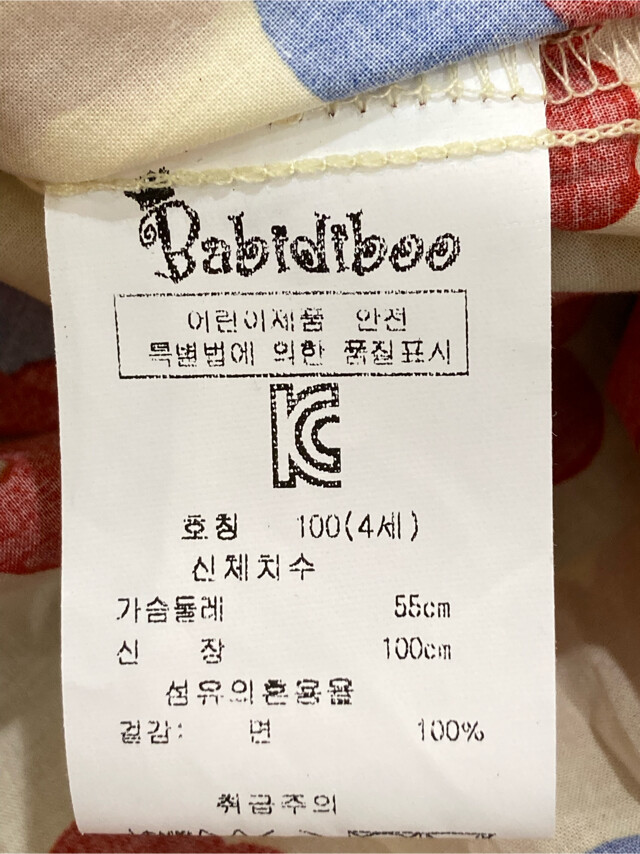 Babidiboo
어린이제품 안전
특별법에 의한 품질표시
KC
호칭 100(4세)
신체치수
가슴둘레 55cm
신 장 100cm
섬유의혼용율
겉감: 면 100%
취급주의